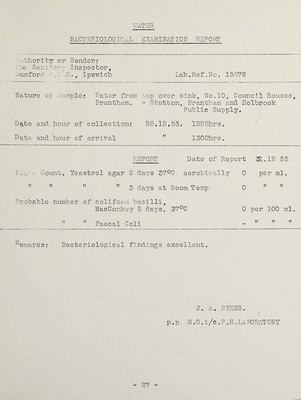 WATER
BACTERIOLOGICAL EXAMINATION REPORT
Authority or Sender:
The Sanitary Inspector,
Samford R.D.C., Ipswich Lab.Ref.No. 15876
Nature of Sample: Water from tap over sink, No.10, Council Houses,
Brantham. - Stutton, Brantham and Holbrook
Public Supply.
Date and hour of collection: 28.12.53. 1225hrs.
Date and hour of arrival " 1300hrs.
REPORT Date of Report 31.12.53.
Plate Count, Yeastrel agar 2 days 37°C aerobically 0 per ml.
" " " " 3 days at Room Temp. 0 " "
Probable number of coliform bacilli,
MacConkey 2 days, 37°C 0 per 100 ml.
" " Faecal Coli - " " "
Remarks: Bacteriological findings excellent.
J. A. SYKES.
p.p. M.O.i/c.P.H.LABORATORY
- 27 -